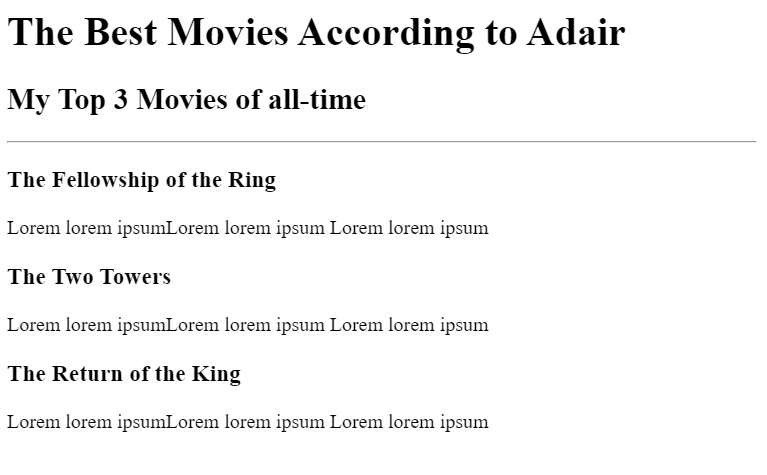 The Best Movies According to Adair
My Top 3 Movies of all-time
The Fellowship of the Ring
Lorem lorem ipsumLorem lorem ipsum Lorem lorem ipsum
The Two Towers
Lorem lorem ipsumLorem lorem ipsum Lorem lorem ipsum
The Return of the King
Lorem lorem ipsumLorem lorem ipsum Lorem lorem ipsum